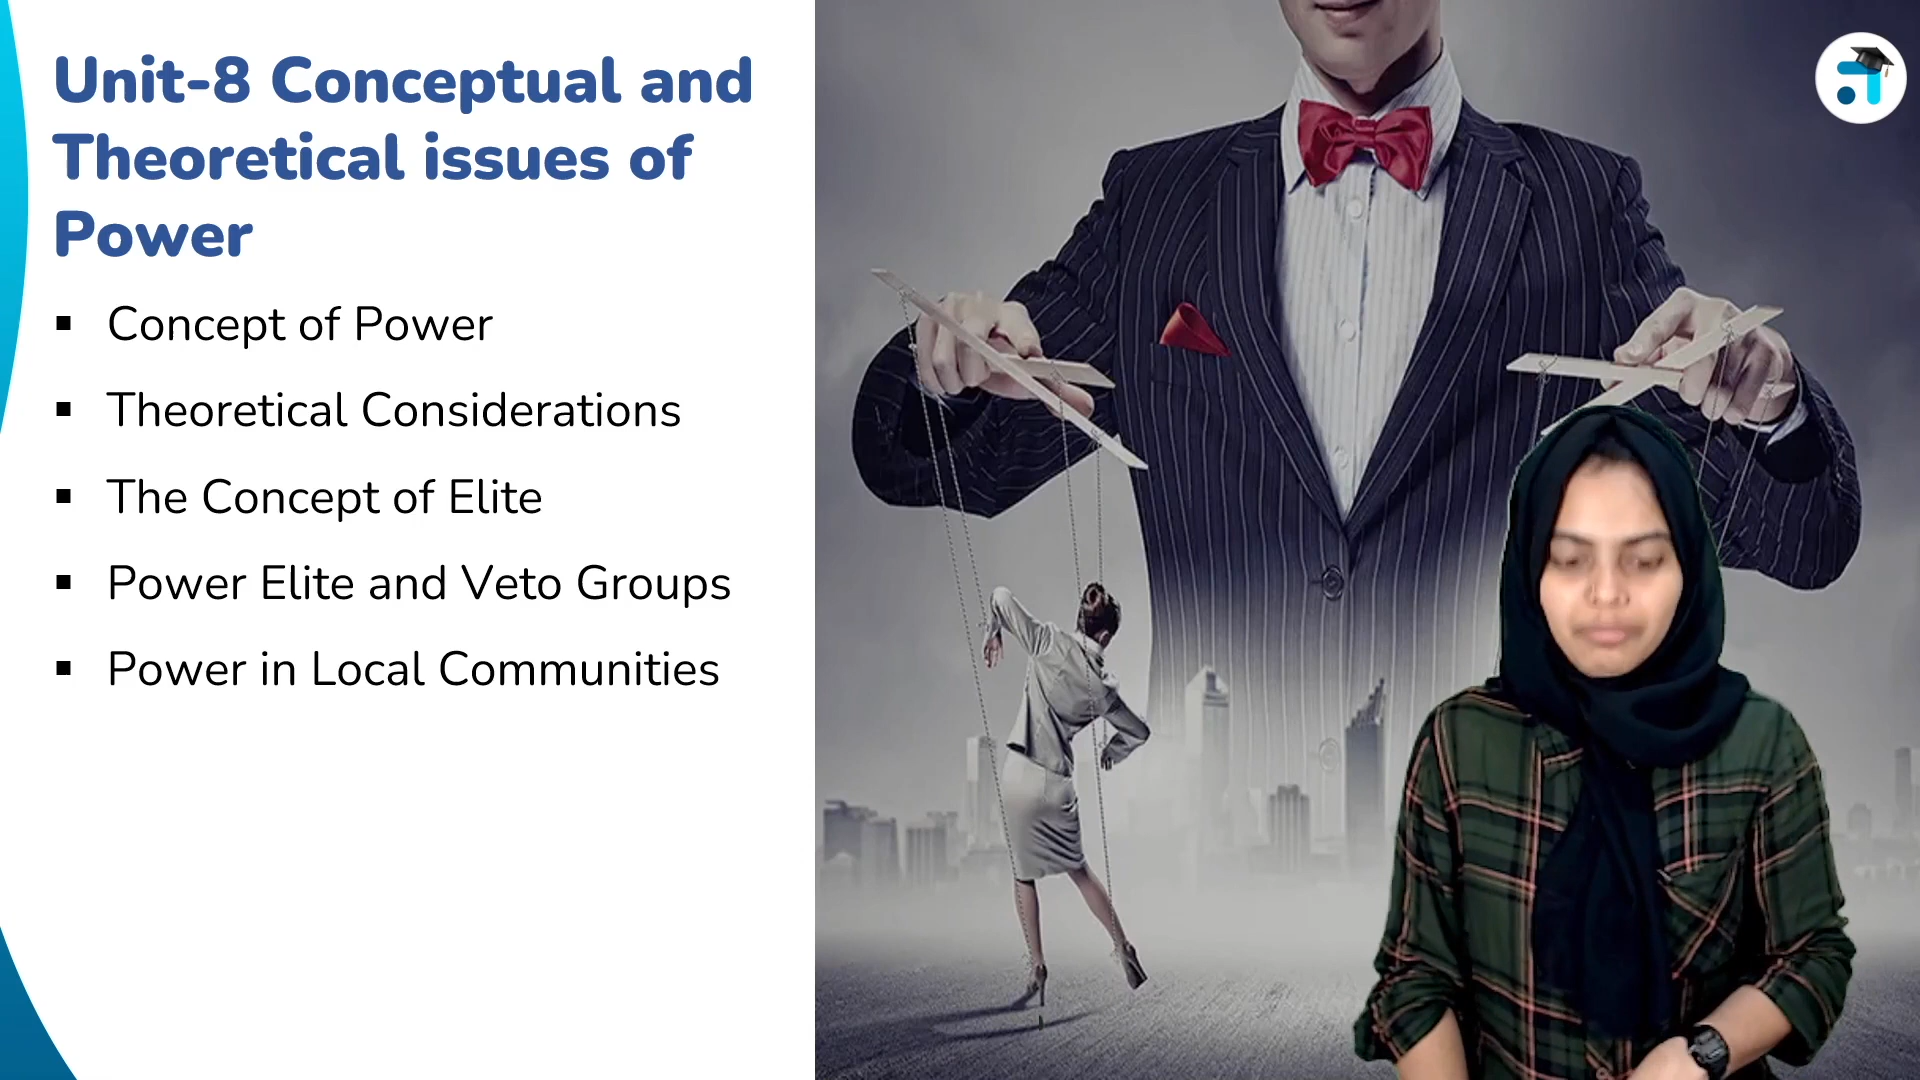 Unit-8 Conceptual and
Theoretical issues of
Power
▪ Concept of Power
▪ Theoretical Considerations
▪ The Concept of Elite
▪ Power Elite and Veto Groups
▪ Power in Local Communities